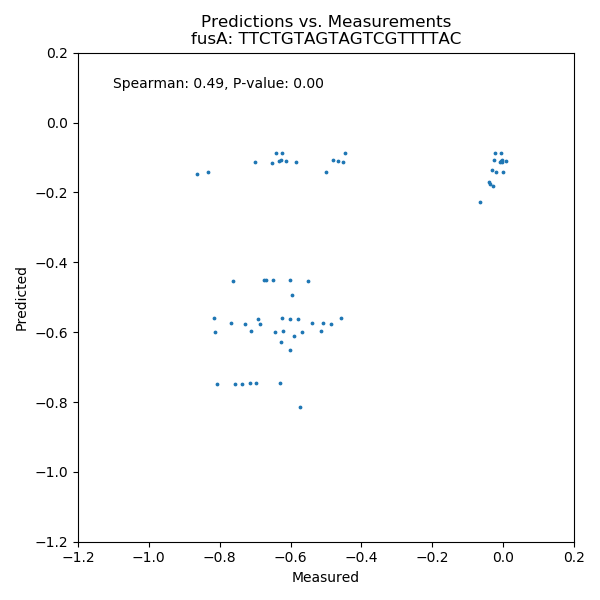 Predictions vs. Measurements
fusA: TTCTGTAGTAGTCGTTTTAC
Spearman: 0.49, P-value: 0.00
0.2
0.0
−0.2
−0.4
−0.6
−0.8
−1.0
−1.2
Predicted
−1.2 −1.0 −0.8 −0.6 −0.4 −0.2 0.0 0.2
Measured